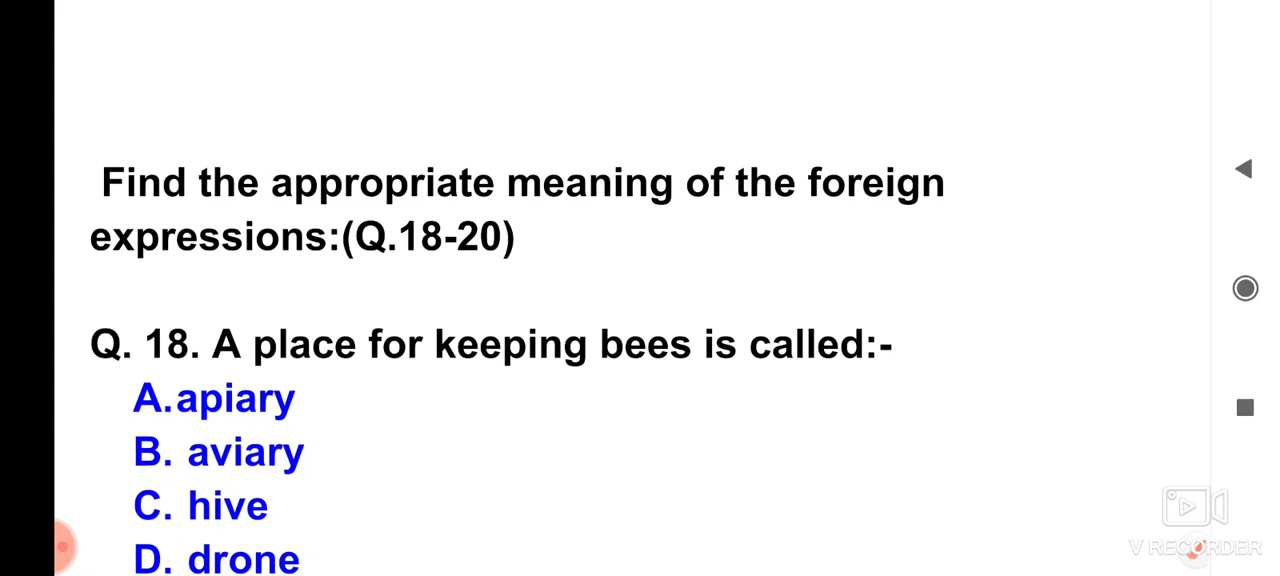 Find the appropriate meaning of the foreign
expressions:(Q.18-20)
Q. 18. A place for keeping bees is called:-
A.apiary
B. aviary
C. hive
D. drone
V RECORDER